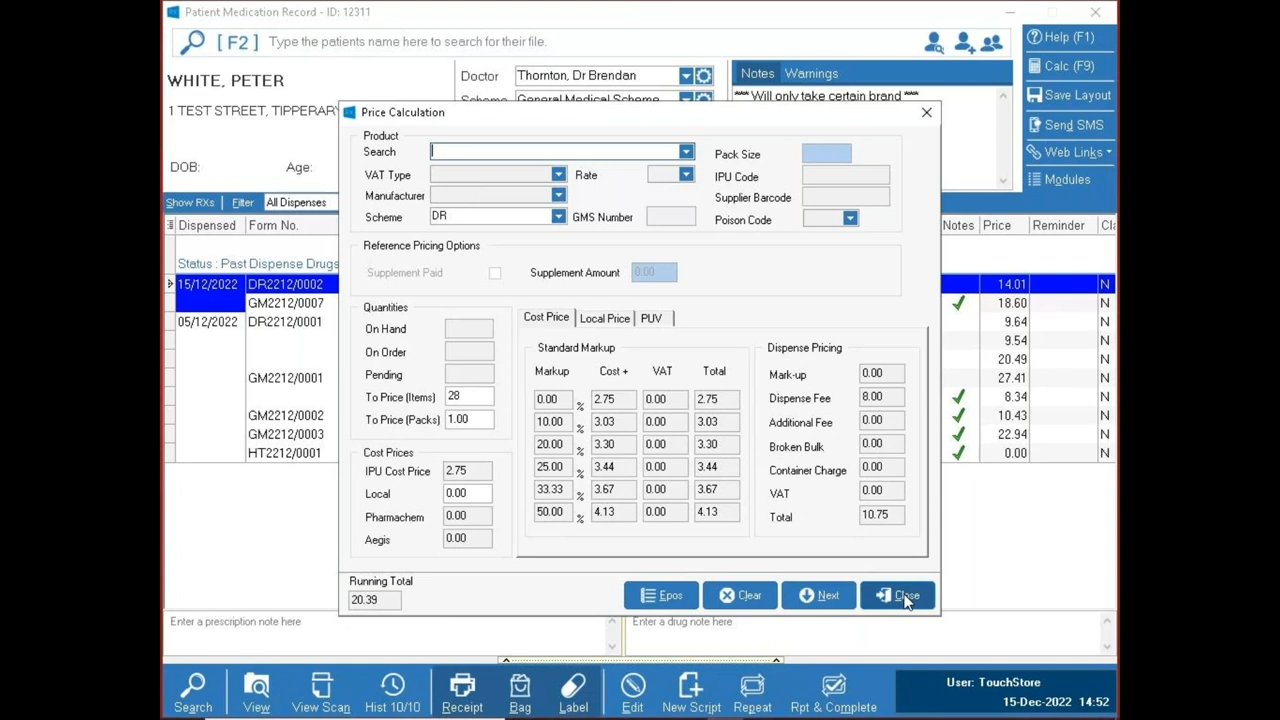 Patient Medication Record - ID: 12311
[ F2 ] Type the patients name here to search for their file.
Help (F1)
Calc (F9)
Save Layout
Send SMS
Web Links
Modules
WHITE, PETER
1 TEST STREET, TIPPERARY
DOB: Age:
Doctor Thornton, Dr Brendan
Scheme General Medical Scheme
Notes Warnings
*** Will only take certain brand ***
Show RXs Filter All Dispenses
Dispensed Form No. Notes Price Reminder Cla
Status : Past Dispense Drugs
15/12/2022 DR2212/0002 14.01 N
GM2212/0007 18.60 N
05/12/2022 DR2212/0001 9.64 N
9.54 N
20.49 N
GM2212/0001 27.41 N
8.34 N
GM2212/0002 10.43 N
GM2212/0003 22.94 N
HT2212/0001 0.00 N
Price Calculation
Product
Search
Pack Size
VAT Type Rate IPU Code
Manufacturer Supplier Barcode
Scheme DR GMS Number Poison Code
Reference Pricing Options
Supplement Paid Supplement Amount 0.00
Quantities
On Hand
On Order
Pending
To Price (Items) 28
To Price (Packs) 1.00
Cost Prices
IPU Cost Price 2.75
Local 0.00
Pharmachem 0.00
Aegis 0.00
Cost Price Local Price PUV
Standard Markup
Markup Cost + VAT Total
0.00 % 2.75 0.00 2.75
10.00 % 3.03 0.00 3.03
20.00 % 3.30 0.00 3.30
25.00 % 3.44 0.00 3.44
33.33 % 3.67 0.00 3.67
50.00 % 4.13 0.00 4.13
Dispense Pricing
Mark-up 0.00
Dispense Fee 8.00
Additional Fee 0.00
Broken Bulk 0.00
Container Charge 0.00
VAT 0.00
Total 10.75
Running Total
20.39
Epos Clear Next Close
Enter a prescription note here
Enter a drug note here
Search View View Scan Hist 10/10 Receipt Bag Label Edit New Script Repeat Rpt & Complete
User: TouchStore
15-Dec-2022 14:52